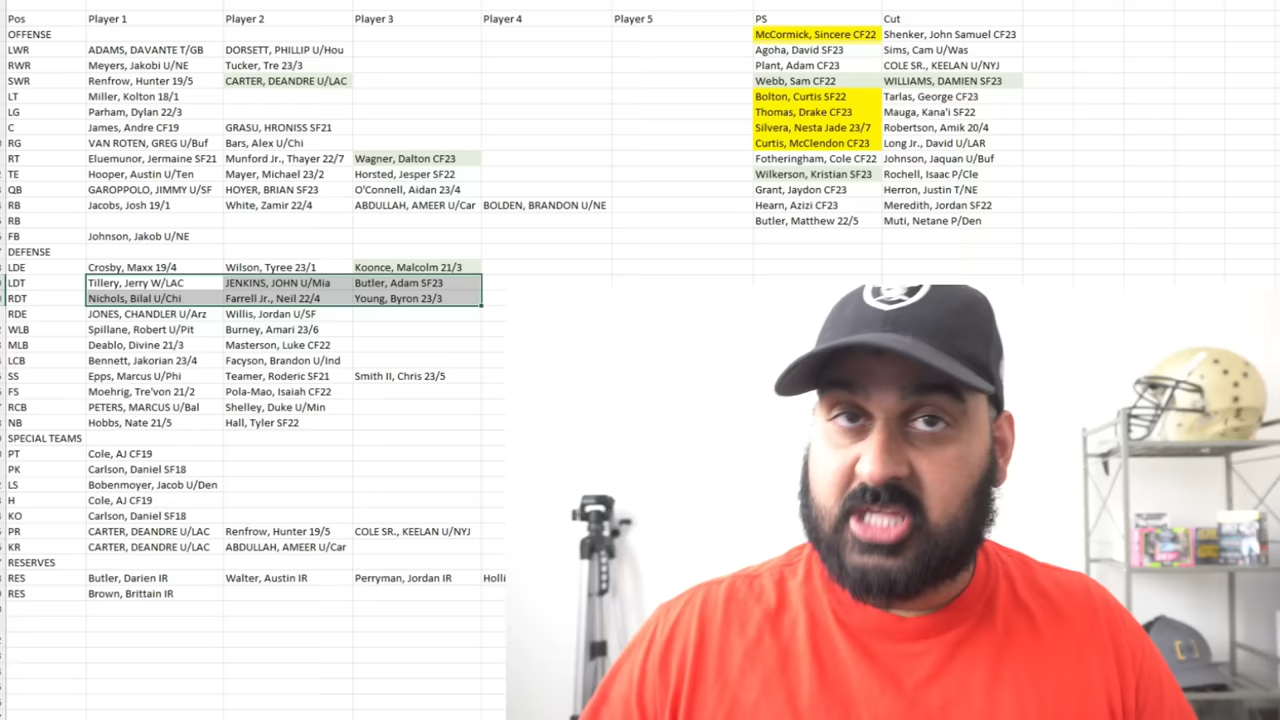 Pos Player 1 Player 2 Player 3 Player 4 Player 5 PS Cut
OFFENSE McCormick, Sincere CF22 Shenker, John Samuel CF23
LWR ADAMS, DAVANTE T/GB DORSETT, PHILLIP U/Hou Agoha, David SF23 Sims, Cam U/Was
RWR Meyers, Jakobi U/NE Tucker, Tre 23/3 Plant, Adam CF23 COLE SR., KEELAN U/NYJ
SWR Renfrow, Hunter 19/5 CARTER, DEANDRE U/LAC Webb, Sam CF22 WILLIAMS, DAMIEN SF23
LT Miller, Kolton 18/1 Bolton, Curtis SF22 Tarlas, George CF23
LG Parham, Dylan 22/3 Thomas, Drake CF23 Mauga, Kana'i SF22
C James, Andre CF19 GRASU, HRONISS SF21 Silvera, Nesta Jade 23/7 Robertson, Amik 20/4
RG VAN ROTEN, GREG U/Buf Bars, Alex U/Chi Curtis, McClendon CF23 Long Jr., David U/LAR
RT Eluemunor, Jermaine SF21 Munford Jr., Thayer 22/7 Wagner, Dalton CF23 Fotheringham, Cole CF22 Johnson, Jaquan U/Buf
TE Hooper, Austin U/Ten Mayer, Michael 23/2 Horsted, Jesper SF22 Wilkerson, Kristian SF23 Rochell, Isaac P/Cle
QB GAROPPOLO, JIMMY U/SF HOYER, BRIAN SF23 O'Connell, Aidan 23/4 Grant, Jaydon CF23 Herron, Justin T/NE
RB Jacobs, Josh 19/1 White, Zamir 22/4 ABDULLAH, AMEER U/Car BOLDEN, BRANDON U/NE Hearn, Azizi CF23 Meredith, Jordan SF22
RB Butler, Matthew 22/5 Muti, Netane P/Den
FB Johnson, Jakob U/NE
DEFENSE
LDE Crosby, Maxx 19/4 Wilson, Tyree 23/1 Koonce, Malcolm 21/3
LDT Tillery, Jerry W/LAC JENKINS, JOHN U/Mia Butler, Adam SF23
RDT Nichols, Bilal U/Chi Farrell Jr., Neil 22/4 Young, Byron 23/3
RDE JONES, CHANDLER U/Arz Willis, Jordan U/SF
WLB Spillane, Robert U/Pit Burney, Amari 23/6
MLB Deablo, Divine 21/3 Masterson, Luke CF22
LCB Bennett, Jakorian 23/4 Facyson, Brandon U/Ind
SS Epps, Marcus U/Phi Teamer, Roderic SF21 Smith II, Chris 23/5
FS Moehrig, Tre'von 21/2 Pola-Mao, Isaiah CF22
RCB PETERS, MARCUS U/Bal Shelley, Duke U/Min
NB Hobbs, Nate 21/5 Hall, Tyler SF22
SPECIAL TEAMS
PT Cole, AJ CF19
PK Carlson, Daniel SF18
LS Bobenmoyer, Jacob U/Den
H Cole, AJ CF19
KO Carlson, Daniel SF18
PR CARTER, DEANDRE U/LAC Renfrow, Hunter 19/5 COLE SR., KEELAN U/NYJ
KR CARTER, DEANDRE U/LAC ABDULLAH, AMEER U/Car
RESERVES
RES Butler, Darien IR Walter, Austin IR Perryman, Jordan IR Holli
RES Brown, Brittain IR